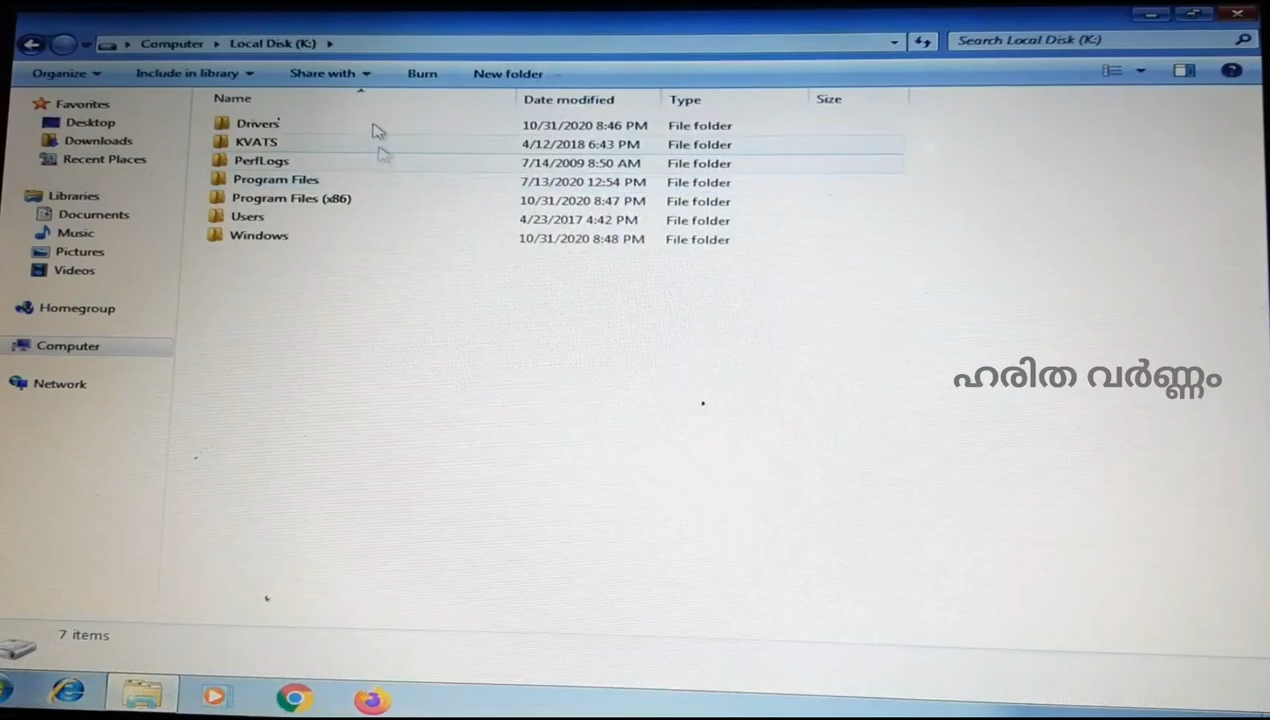 Computer ▸ Local Disk (K:) ▸
Search Local Disk (K:)
Organize Include in library Share with Burn New folder
Name Date modified Type Size
Favorites
Desktop
Downloads
Recent Places
Libraries
Documents
Music
Pictures
Videos
Homegroup
Computer
Network
Drivers 10/31/2020 8:46 PM File folder
KVATS 4/12/2018 6:43 PM File folder
PerfLogs 7/14/2009 8:50 AM File folder
Program Files 7/13/2020 12:54 PM File folder
Program Files (x86) 10/31/2020 8:47 PM File folder
Users 4/23/2017 4:42 PM File folder
Windows 10/31/2020 8:48 PM File folder
ഹരിത വർണ്ണം
7 items